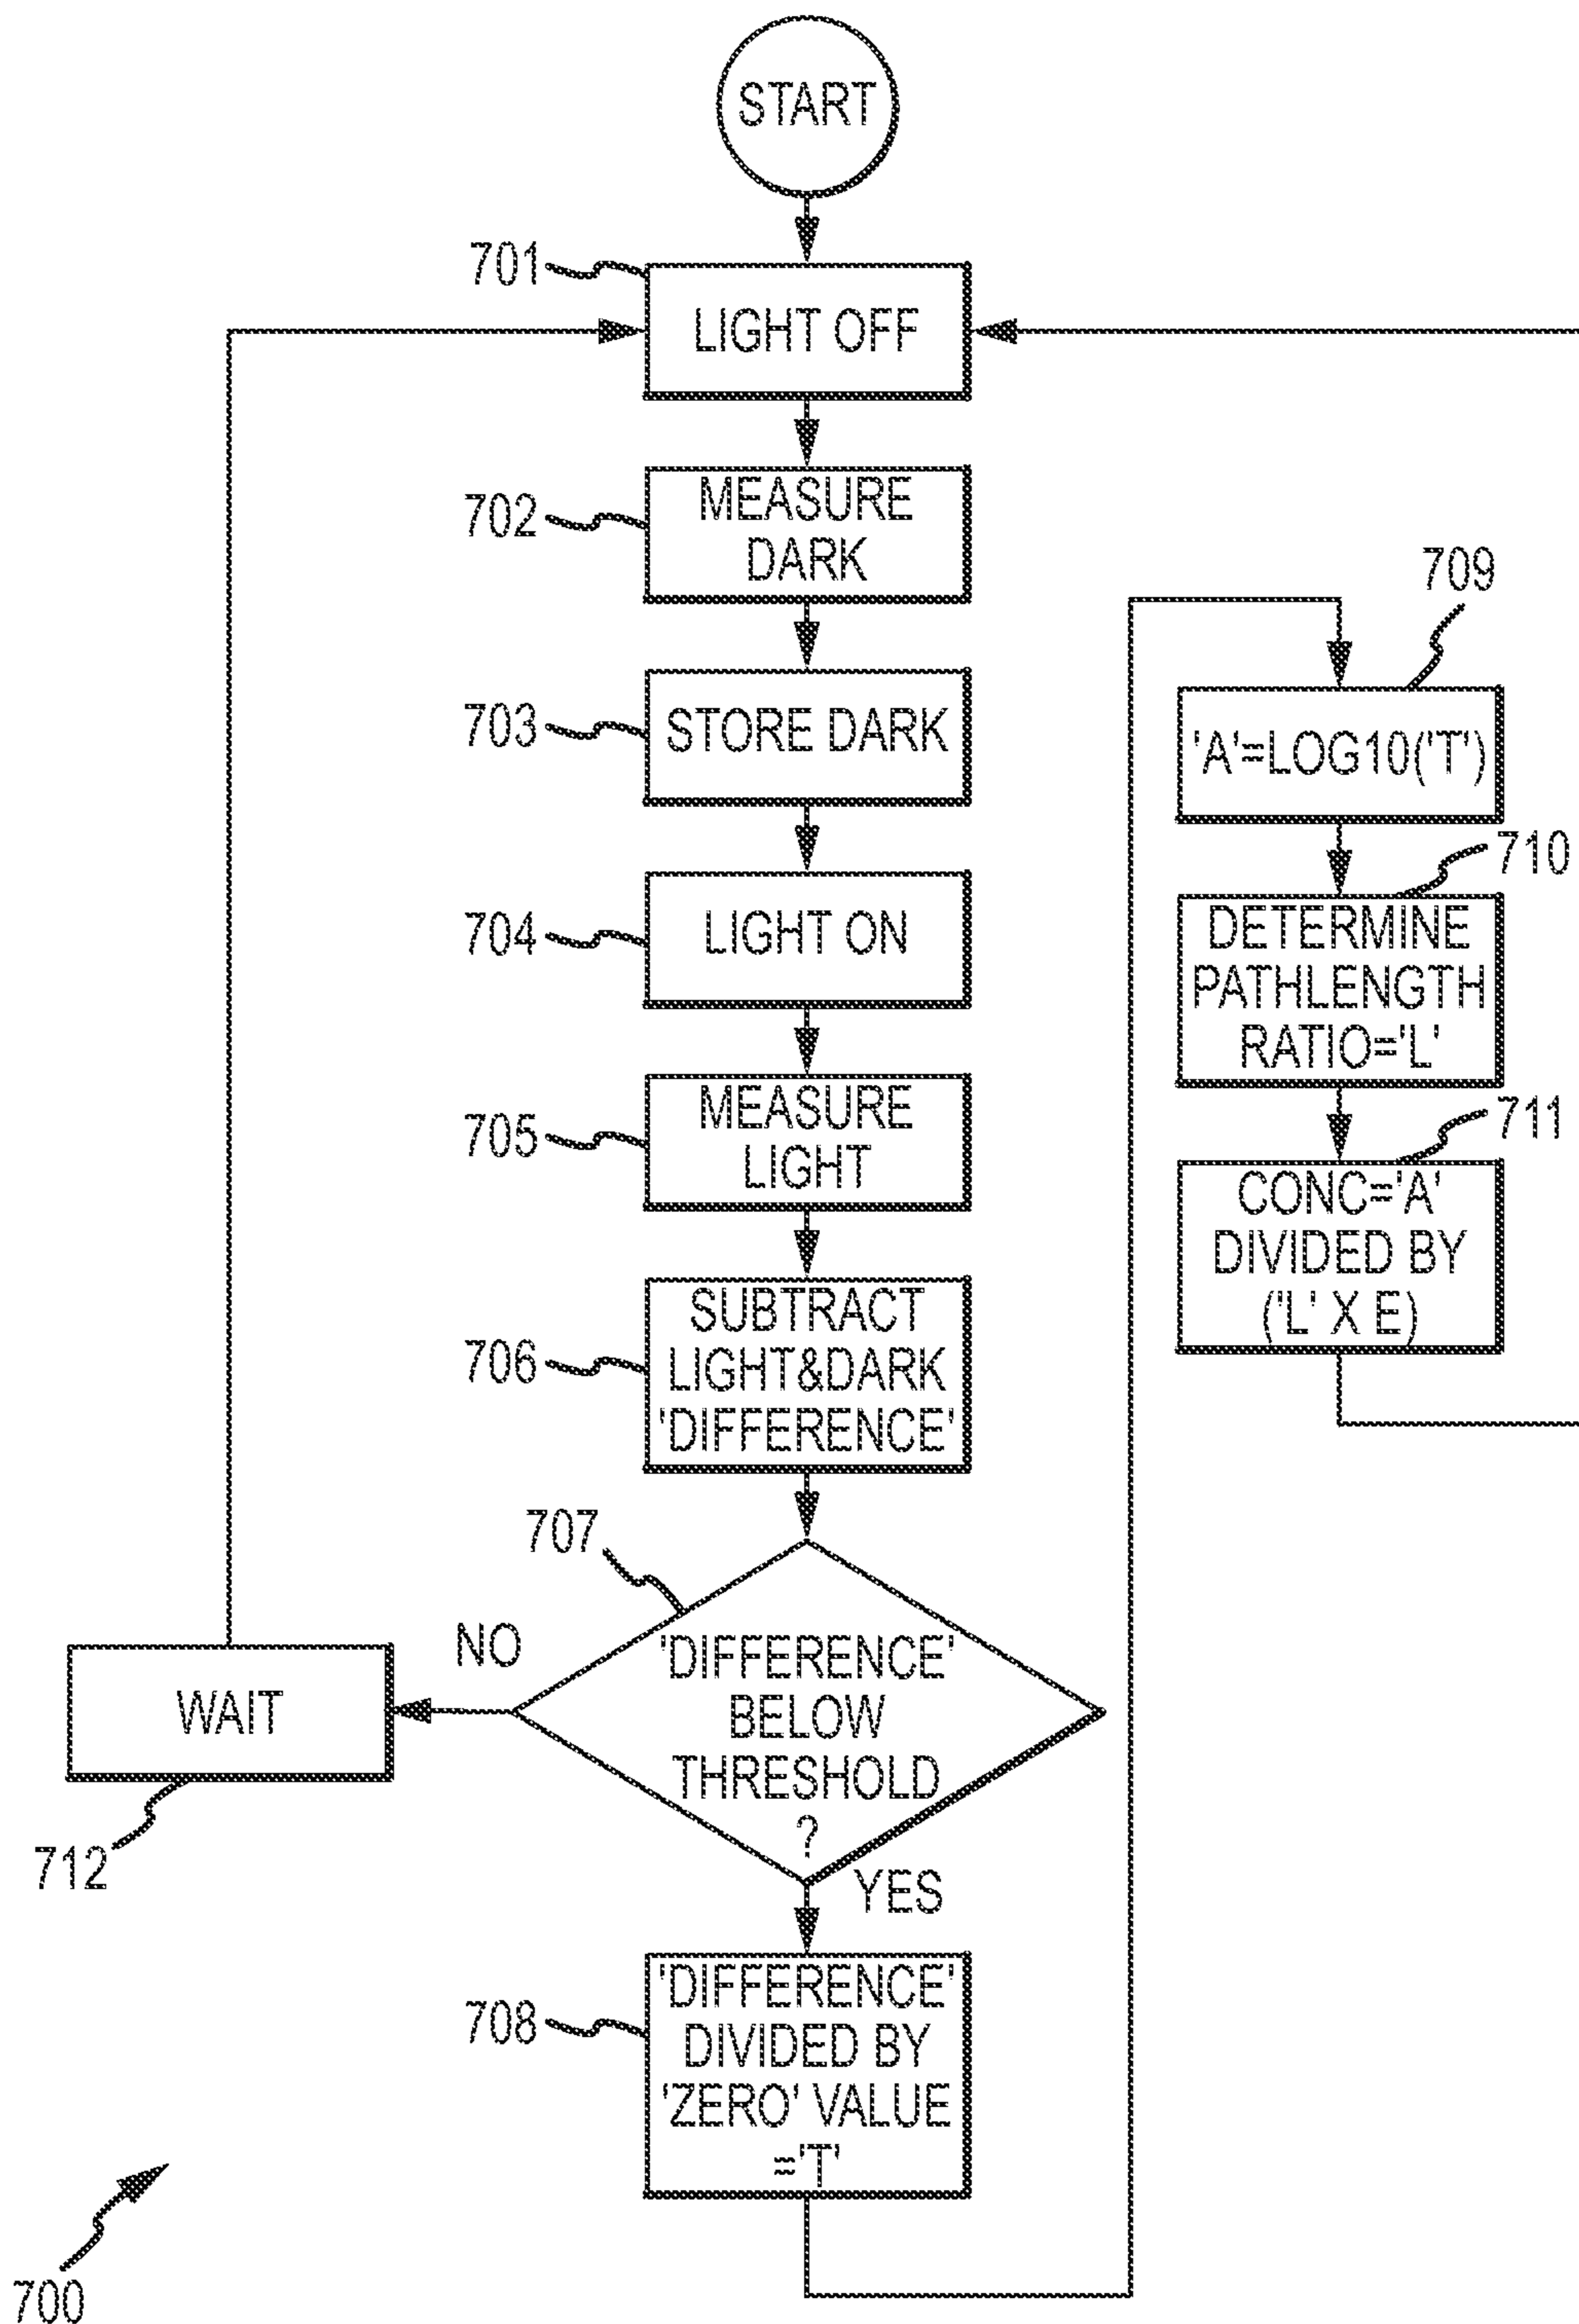 START
701
LIGHT OFF
702
MEASURE
DARK
703
STORE DARK
704
LIGHT ON
705
MEASURE
LIGHT
706
SUBTRACT
LIGHT&DARK
'DIFFERENCE'
707
'DIFFERENCE'
BELOW
THRESHOLD
?
NO
WAIT
712
YES
708
'DIFFERENCE'
DIVIDED BY
'ZERO' VALUE
='T'
709
'A'=LOG10('T')
710
DETERMINE
PATHLENGTH
RATIO='L'
711
CONC='A'
DIVIDED BY
('L' X E)
700